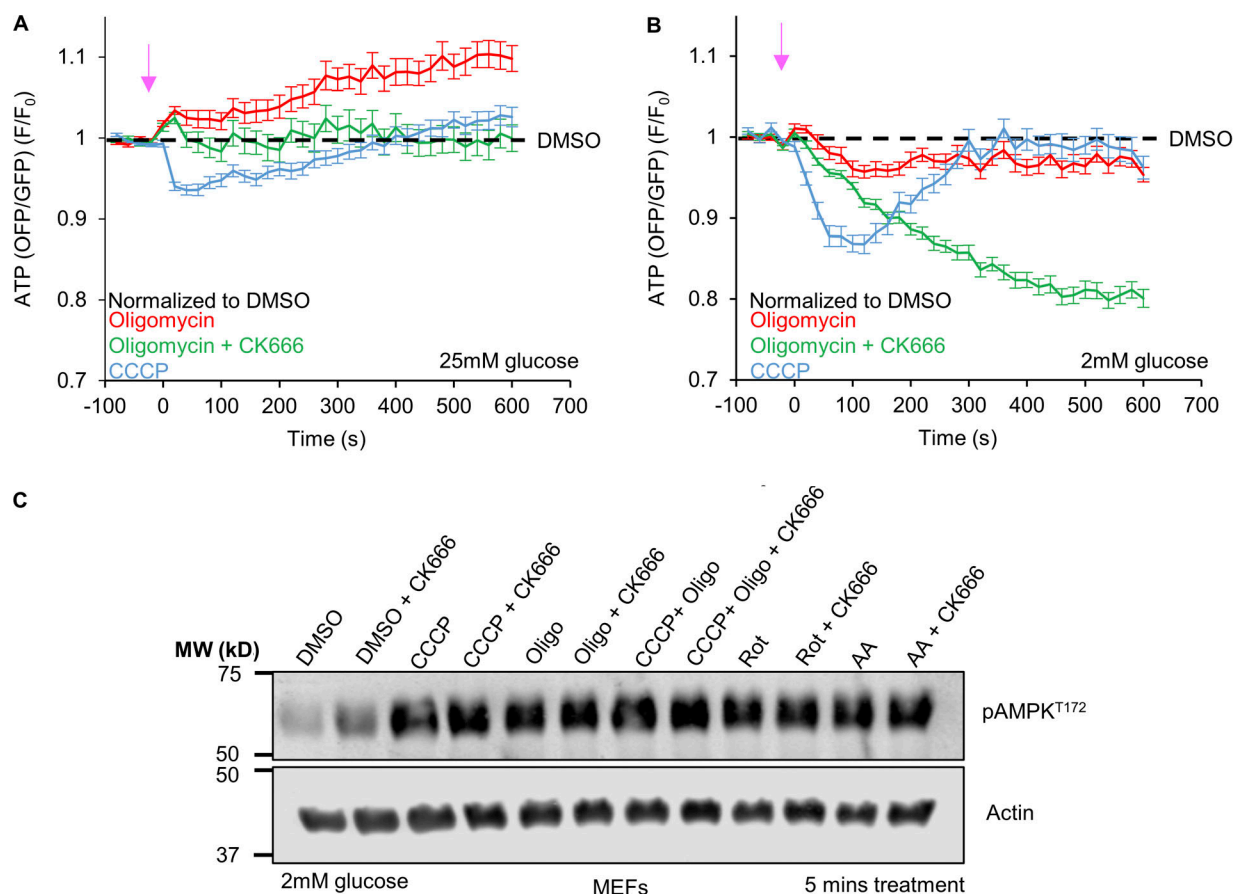 A
ATP (OFP/GFP) (F/F0)
1.1
1
0.9
0.8
0.7
DMSO
Normalized to DMSO
Oligomycin
Oligomycin + CK666
CCCP
25mM glucose
-100 0 100 200 300 400 500 600 700
Time (s)
B
ATP (OFP/GFP) (F/F0)
1.1
1
0.9
0.8
0.7
DMSO
Normalized to DMSO
Oligomycin
Oligomycin + CK666
CCCP
2mM glucose
-100 0 100 200 300 400 500 600 700
Time (s)
C
MW (kD)
DMSO
DMSO + CK666
CCCP
CCCP + CK666
Oligo
Oligo + CK666
CCCP+ Oligo
CCCP+ Oligo + CK666
Rot
Rot + CK666
AA
AA + CK666
75
50
pAMPKT172
50
37
Actin
2mM glucose MEFs 5 mins treatment